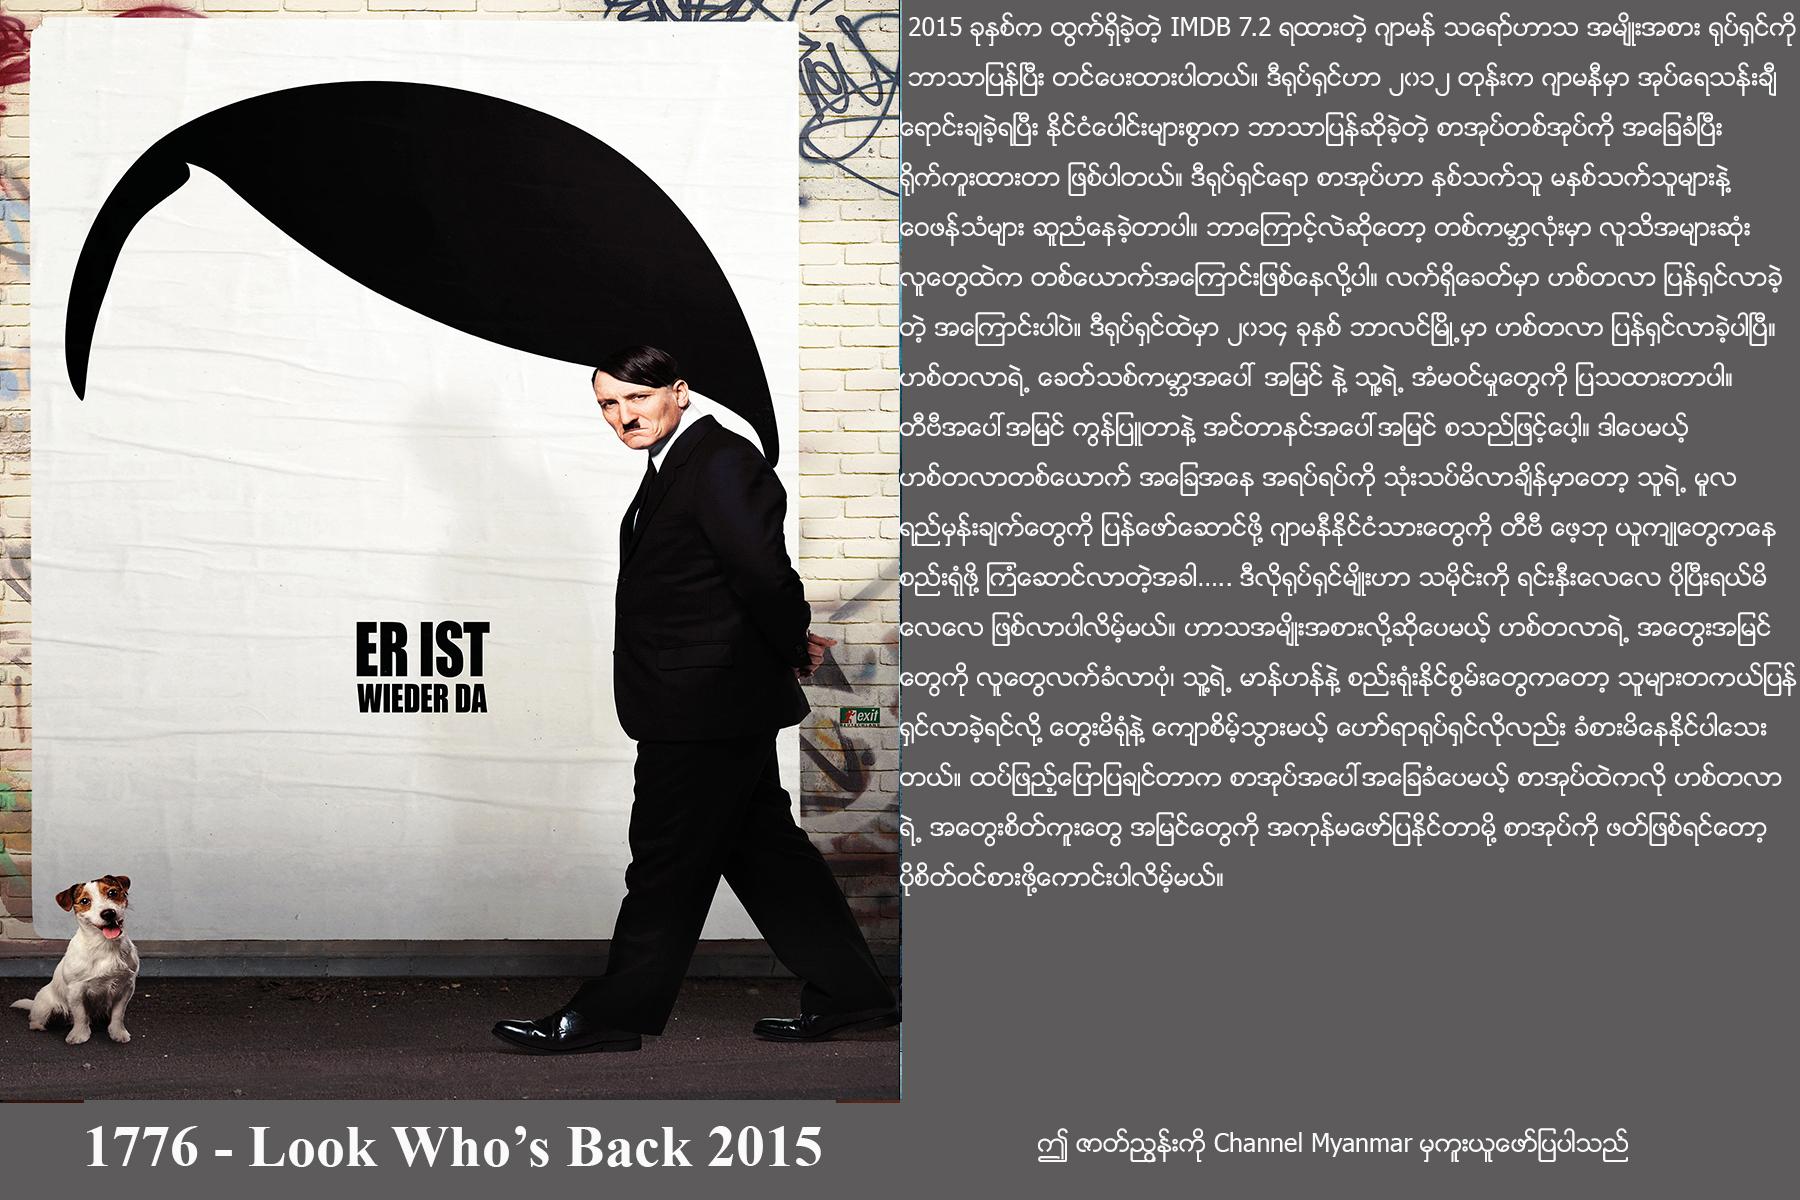 ER IST
WIEDER DA
exit
1776 - Look Who’s Back 2015
2015 ခုနှစ်က ထွက်ရှိခဲ့တဲ့ IMDB 7.2 ရထားတဲ့ ဂျာမန် သရော်ဟာသ အမျိုးအစား ရုပ်ရှင်ကို
ဘာသာပြန်ပြီး တင်ပေးထားပါတယ်။ ဒီရုပ်ရှင်ဟာ ၂၀၁၂ တုန်းက ဂျာမနီမှာ အုပ်ရေသန်းချီ
ရောင်းချခဲ့ရပြီး နိုင်ငံပေါင်းများစွာက ဘာသာပြန်ဆိုခဲ့တဲ့ စာအုပ်တစ်အုပ်ကို အခြေခံပြီး
ရိုက်ကူးထားတာ ဖြစ်ပါတယ်။ ဒီရုပ်ရှင်ရော စာအုပ်ဟာ နှစ်သက်သူ မနှစ်သက်သူများနဲ့
ဝေဖန်သံများ ဆူညံနေခဲ့တာပါ။ ဘာကြောင့်လဲဆိုတော့ တစ်ကမ္ဘာလုံးမှာ လူသိအများဆုံး
လူတွေထဲက တစ်ယောက်အကြောင်းဖြစ်နေလို့ပါ။ လက်ရှိခေတ်မှာ ဟစ်တလာ ပြန်ရှင်လာခဲ့
တဲ့ အကြောင်းပါပဲ။ ဒီရုပ်ရှင်ထဲမှာ ၂၀၁၄ ခုနှစ် ဘာလင်မြို့မှာ ဟစ်တလာ ပြန်ရှင်လာခဲ့ပါပြီ။
ဟစ်တလာရဲ့ ခေတ်သစ်ကမ္ဘာအပေါ် အမြင် နဲ့ သူ့ရဲ့ အံမဝင်မှုတွေကို ပြသထားတာပါ။
တီဗီအပေါ်အမြင် ကွန်ပြူတာနဲ့ အင်တာနင်အပေါ်အမြင် စသည်ဖြင့်ပေါ့။ ဒါပေမယ့်
ဟစ်တလာတစ်ယောက် အခြေအနေ အရပ်ရပ်ကို သုံးသပ်မိလာချိန်မှာတော့ သူရဲ့ မူလ
ရည်မှန်းချက်တွေကို ပြန်ဖော်ဆောင်ဖို့ ဂျာမနီနိုင်ငံသားတွေကို တီဗီ ဖေ့ဘု ယူကျုတွေကနေ
စည်းရုံဖို့ ကြံဆောင်လာတဲ့အခါ..... ဒီလိုရုပ်ရှင်မျိုးဟာ သမိုင်းကို ရင်းနှီးလေလေ ပိုပြီးရယ်မိ
လေလေ ဖြစ်လာပါလိမ့်မယ်။ ဟာသအမျိုးအစားလို့ဆိုပေမယ့် ဟစ်တလာရဲ့ အတွေးအမြင်
တွေကို လူတွေလက်ခံလာပုံ၊ သူ့ရဲ့ မာန်ဟန်နဲ့ စည်းရုံးနိုင်စွမ်းတွေကတော့ သူများတကယ်ပြန်
ရှင်လာခဲ့ရင်လို့ တွေးမိရုံနဲ့ ကျောစိမ့်သွားမယ့် ဟော်ရာရုပ်ရှင်လိုလည်း ခံစားမိနေနိုင်ပါသေး
တယ်။ ထပ်ဖြည့်ပြောပြချင်တာက စာအုပ်အပေါ်အခြေခံပေမယ့် စာအုပ်ထဲကလို ဟစ်တလာ
ရဲ့ အတွေးစိတ်ကူးတွေ အမြင်တွေကို အကုန်မဖော်ပြနိုင်တာမို့ စာအုပ်ကို ဖတ်ဖြစ်ရင်တော့
ပိုစိတ်ဝင်စားဖို့ကောင်းပါလိမ့်မယ်။
ဤ ဇာတ်ညွှန်းကို Channel Myanmar မှကူးယူဖော်ပြပါသည်